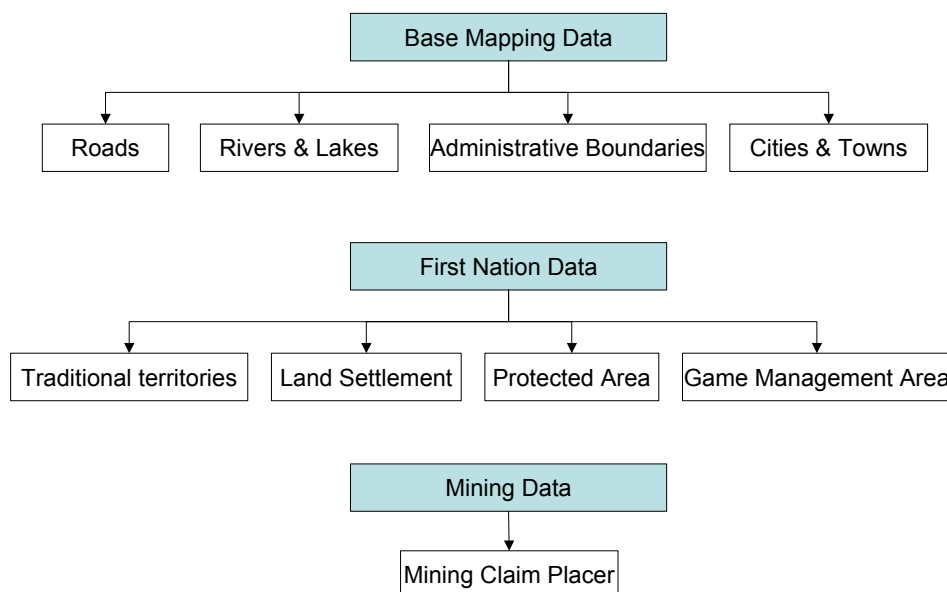 Base Mapping Data
Roads
Rivers & Lakes
Administrative Boundaries
Cities & Towns
First Nation Data
Traditional territories
Land Settlement
Protected Area
Game Management Area
Mining Data
Mining Claim Placer